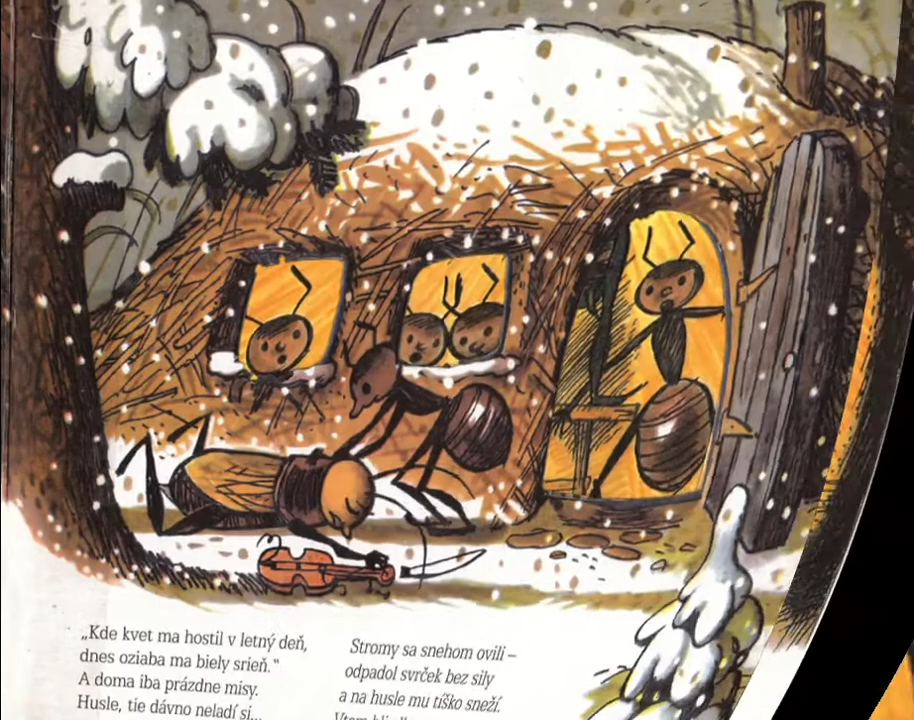 „Kde kvet ma hostil v letný deň,
dnes oziaba ma biely srieň."
A doma iba prázdne misy.
Husle, tie dávno neladí si...
Stromy sa snehom ovili –
odpadol svrček bez sily
a na husle mu tíško sneží.